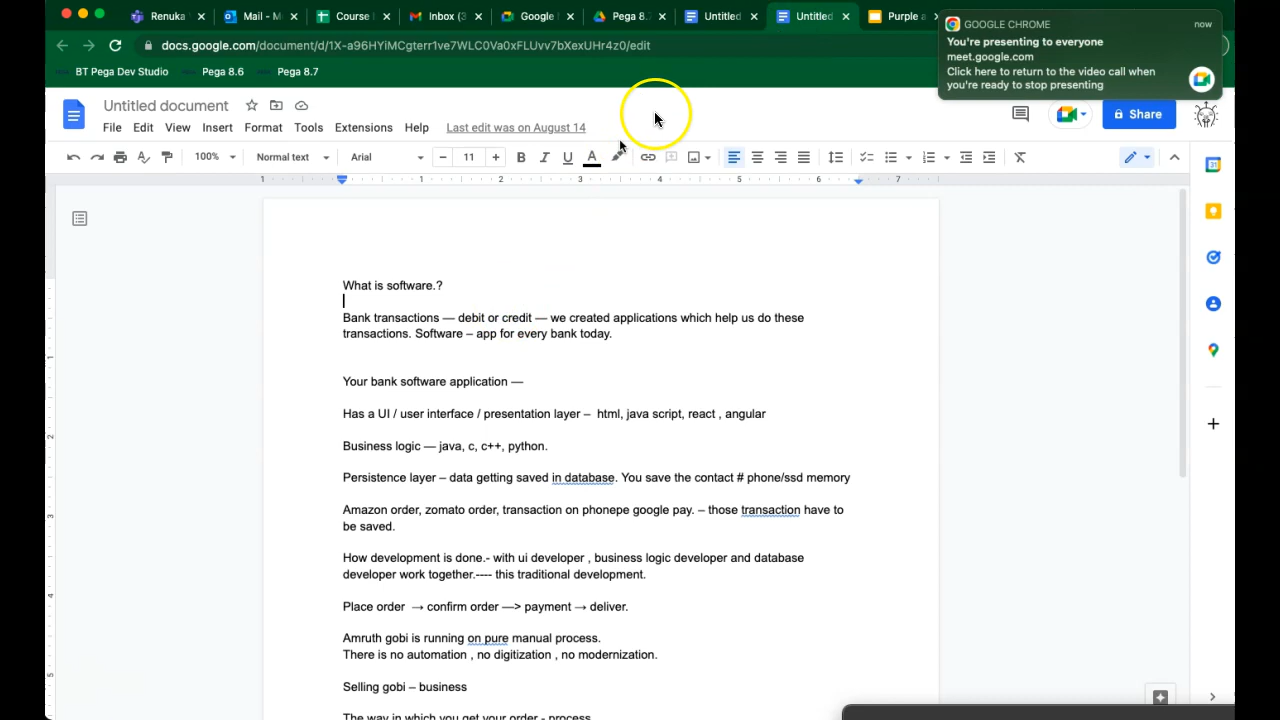 Renuka
Mail - M
Course
Inbox (3
Google
Pega 8.
Untitled
Untitled
Purple a
docs.google.com/document/d/1X-a96HYiMCgterr1ve7WLC0Va0xFLUvv7bXexUHr4z0/edit
GOOGLE CHROME now
You're presenting to everyone
meet.google.com
Click here to return to the video call when
you're ready to stop presenting
BT Pega Dev Studio Pega 8.6 Pega 8.7
Untitled document
File Edit View Insert Format Tools Extensions Help Last edit was on August 14
Share
100% Normal text Arial 11
1 1 2 3 4 5 6 7
What is software.?
Bank transactions — debit or credit — we created applications which help us do these
transactions. Software – app for every bank today.
Your bank software application —
Has a UI / user interface / presentation layer – html, java script, react , angular
Business logic — java, c, c++, python.
Persistence layer – data getting saved in database. You save the contact # phone/ssd memory
Amazon order, zomato order, transaction on phonepe google pay. – those transaction have to
be saved.
How development is done.- with ui developer , business logic developer and database
developer work together.---- this traditional development.
Place order → confirm order —> payment → deliver.
Amruth gobi is running on pure manual process.
There is no automation , no digitization , no modernization.
Selling gobi – business
The way in which you get your order - process